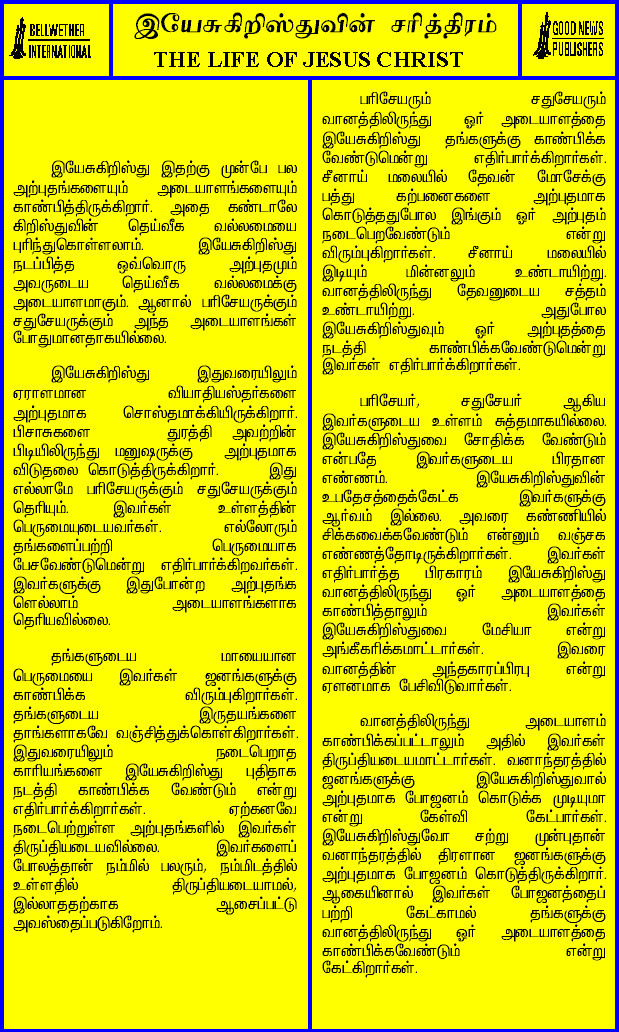 BELLWETHER
INTERNATIONAL
இயேசுகிறிஸ்துவின் சரித்திரம்
THE LIFE OF JESUS CHRIST
GOOD NEWS
PUBLISHERS
இயேசுகிறிஸ்து இதற்கு முன்பே பல
அற்புதங்களையும் அடையாளங்களையும்
காண்பித்திருக்கிறார். அதை கண்டாலே
கிறிஸ்துவின் தெய்வீக வல்லமையை
புரிந்துகொள்ளலாம். இயேசுகிறிஸ்து
நடப்பித்த ஒவ்வொரு அற்புதமும்
அவருடைய தெய்வீக வல்லமைக்கு
அடையாளமாகும். ஆனால் பரிசேயருக்கும்
சதுசேயருக்கும் அந்த அடையாளங்கள்
போதுமானதாகயில்லை.
இயேசுகிறிஸ்து இதுவரையிலும்
ஏராளமான வியாதியஸ்தர்களை
அற்புதமாக சொஸ்தமாக்கியிருக்கிறார்.
பிசாசுகளை துரத்தி அவற்றின்
பிடியிலிருந்து மனுஷருக்கு அற்புதமாக
விடுதலை கொடுத்திருக்கிறார். இது
எல்லாமே பரிசேயருக்கும் சதுசேயருக்கும்
தெரியும். இவர்கள் உள்ளத்தின்
பெருமையுடையவர்கள். எல்லோரும்
தங்களைப்பற்றி பெருமையாக
பேசவேண்டுமென்று எதிர்பார்க்கிறவர்கள்.
இவர்களுக்கு இதுபோன்ற அற்புதங்க
ளெல்லாம் அடையாளங்களாக
தெரியவில்லை.
தங்களுடைய மாயையான
பெருமையை இவர்கள் ஜனங்களுக்கு
காண்பிக்க விரும்புகிறார்கள்.
தங்களுடைய இருதயங்களை
தாங்களாகவே வஞ்சித்துக்கொள்கிறார்கள்.
இதுவரையிலும் நடைபெறாத
காரியங்களை இயேசுகிறிஸ்து புதிதாக
நடத்தி காண்பிக்க வேண்டும் என்று
எதிர்பார்க்கிறார்கள். ஏற்கனவே
நடைபெற்றுள்ள அற்புதங்களில் இவர்கள்
திருப்தியடையவில்லை. இவர்களைப்
போலத்தான் நம்மில் பலரும், நம்மிடத்தில்
உள்ளதில் திருப்தியடையாமல்,
இல்லாததற்காக ஆசைப்பட்டு
அவஸ்தைப்படுகிறோம்.
பரிசேயரும் சதுசேயரும்
வானத்திலிருந்து ஓர் அடையாளத்தை
இயேசுகிறிஸ்து தங்களுக்கு காண்பிக்க
வேண்டுமென்று எதிர்பார்க்கிறார்கள்.
சீனாய் மலையில் தேவன் மோசேக்கு
பத்து கற்பனைகளை அற்புதமாக
கொடுத்ததுபோல இங்கும் ஓர் அற்புதம்
நடைபெறவேண்டும் என்று
விரும்புகிறார்கள். சீனாய் மலையில்
இடியும் மின்னலும் உண்டாயிற்று.
வானத்திலிருந்து தேவனுடைய சத்தம்
உண்டாயிற்று. அதுபோல
இயேசுகிறிஸ்துவும் ஓர் அற்புதத்தை
நடத்தி காண்பிக்கவேண்டுமென்று
இவர்கள் எதிர்பார்க்கிறார்கள்.
பரிசேயர், சதுசேயர் ஆகிய
இவர்களுடைய உள்ளம் சுத்தமாகயில்லை.
இயேசுகிறிஸ்துவை சோதிக்க வேண்டும்
என்பதே இவர்களுடைய பிரதான
எண்ணம். இயேசுகிறிஸ்துவின்
உபதேசத்தைக்கேட்க இவர்களுக்கு
ஆர்வம் இல்லை. அவரை கண்ணியில்
சிக்கவைக்கவேண்டும் என்னும் வஞ்சக
எண்ணத்தோடிருக்கிறார்கள். இவர்கள்
எதிர்பார்த்த பிரகாரம் இயேசுகிறிஸ்து
வானத்திலிருந்து ஓர் அடையாளத்தை
காண்பித்தாலும் இவர்கள்
இயேசுகிறிஸ்துவை மேசியா என்று
அங்கீகரிக்கமாட்டார்கள். இவரை
வானத்தின் அந்தகாரப்பிரபு என்று
ஏளனமாக பேசிவிடுவார்கள்.
வானத்திலிருந்து அடையாளம்
காண்பிக்கப்பட்டாலும் அதில் இவர்கள்
திருப்தியடையமாட்டார்கள். வனாந்தரத்தில்
ஜனங்களுக்கு இயேசுகிறிஸ்துவால்
அற்புதமாக போஜனம் கொடுக்க முடியுமா
என்று கேள்வி கேட்பார்கள்.
இயேசுகிறிஸ்துவோ சற்று முன்புதான்
வனாந்தரத்தில் திரளான ஜனங்களுக்கு
அற்புதமாக போஜனம் கொடுத்திருக்கிறார்.
ஆகையினால் இவர்கள் போஜனத்தைப்
பற்றி கேட்காமல் தங்களுக்கு
வானத்திலிருந்து ஓர் அடையாளத்தை
காண்பிக்கவேண்டும் என்று
கேட்கிறார்கள்.